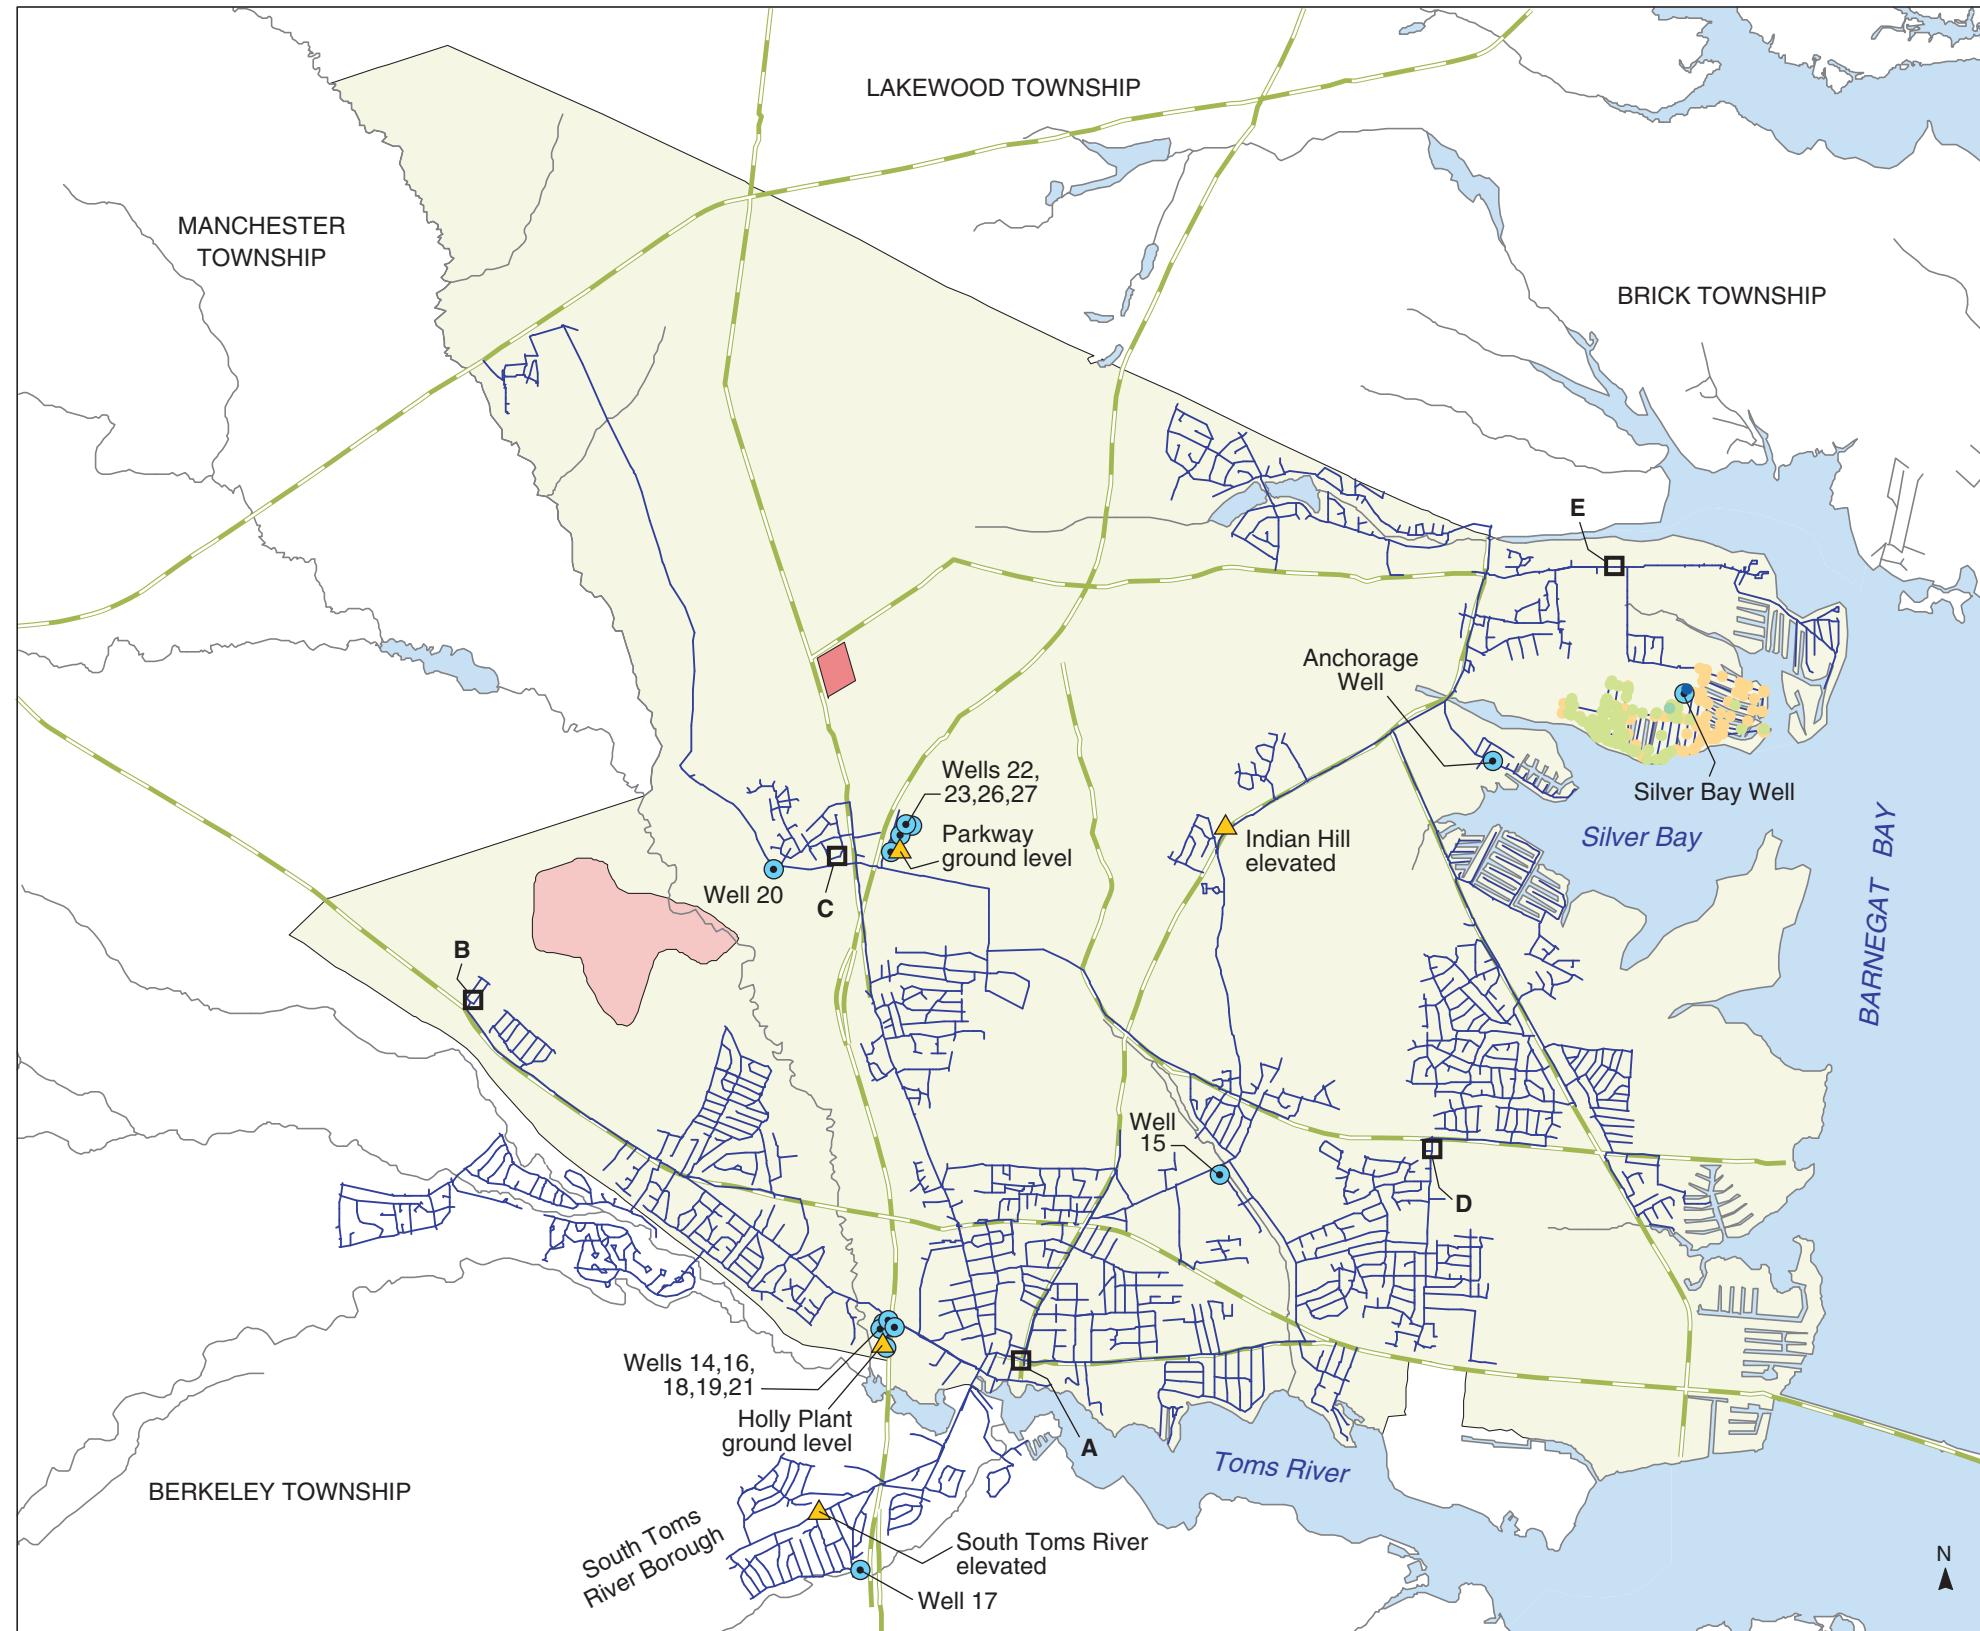 LAKEWOOD TOWNSHIP
MANCHESTER
TOWNSHIP
BRICK TOWNSHIP
E
Anchorage
Well
Silver Bay Well
Silver Bay
BARNEGAT BAY
Wells 22,
23,26,27
Parkway
ground level
Indian Hill
elevated
Well 20
C
B
Well
15
D
Wells 14,16,
18,19,21
Holly Plant
ground level
A
Toms River
BERKELEY TOWNSHIP
South Toms
River Borough
South Toms River
elevated
Well 17
N